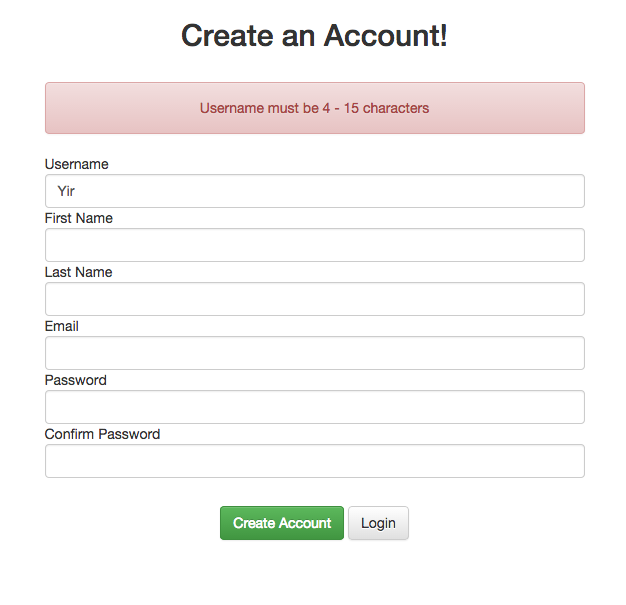 Create an Account!
Username must be 4 - 15 characters
Username
Yir
First Name
Last Name
Email
Password
Confirm Password
Create Account Login